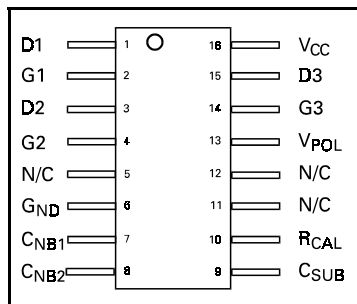 D1 1 16 VCC
G1 2 15 D3
D2 3 14 G3
G2 4 13 VPOL
N/C 5 12 N/C
GND 6 11 N/C
CNB1 7 10 RCAL
CNB2 8 9 CSUB